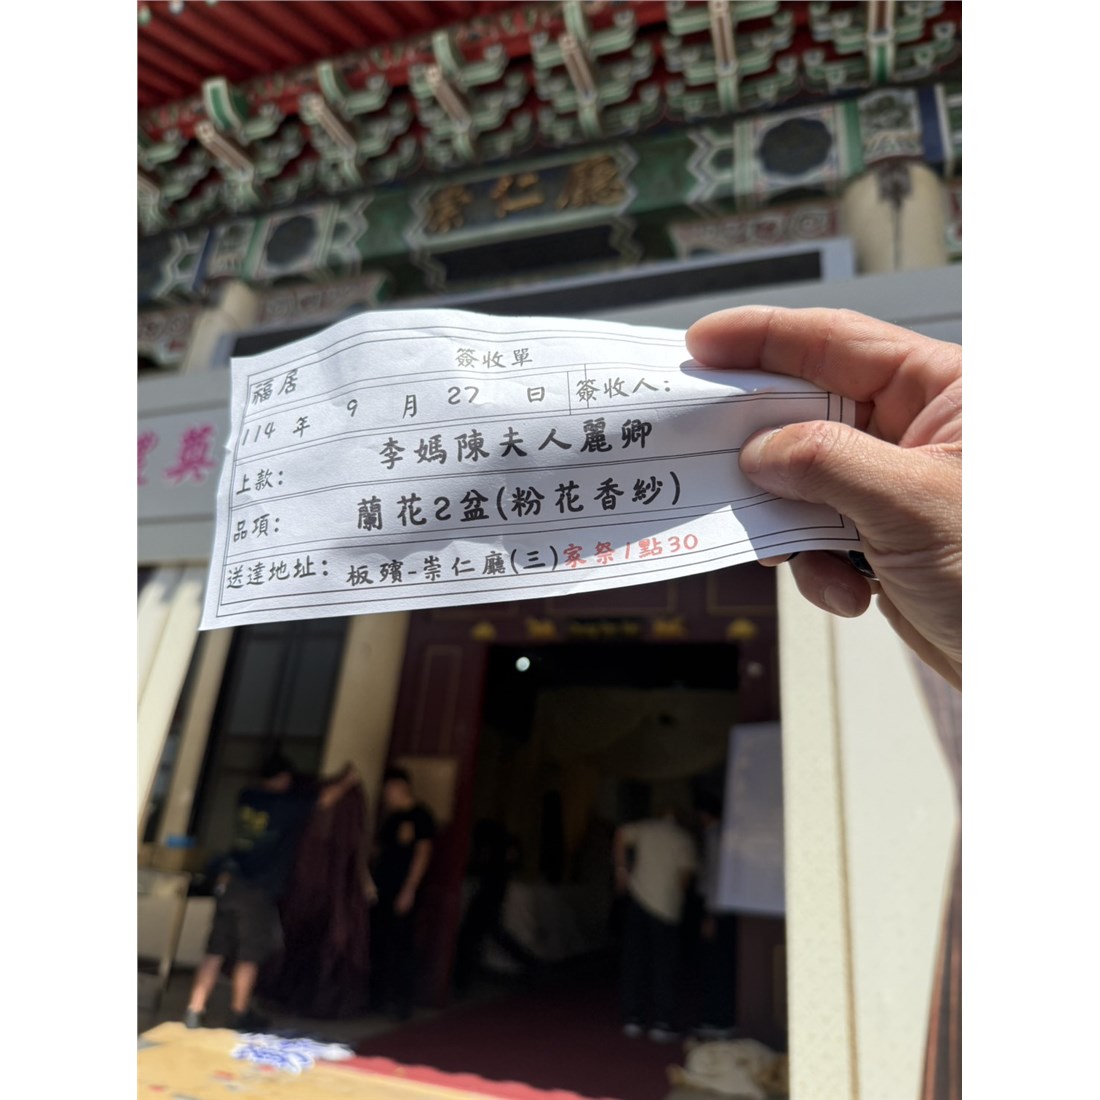 崇仁廳
簽收單
福居
114 年 9 月 27 日 簽收人:
上款: 李媽陳夫人麗卿
品項: 蘭花2盆(粉花香紗)
送達地址: 板殯-崇仁廳(三)家祭1點30
英